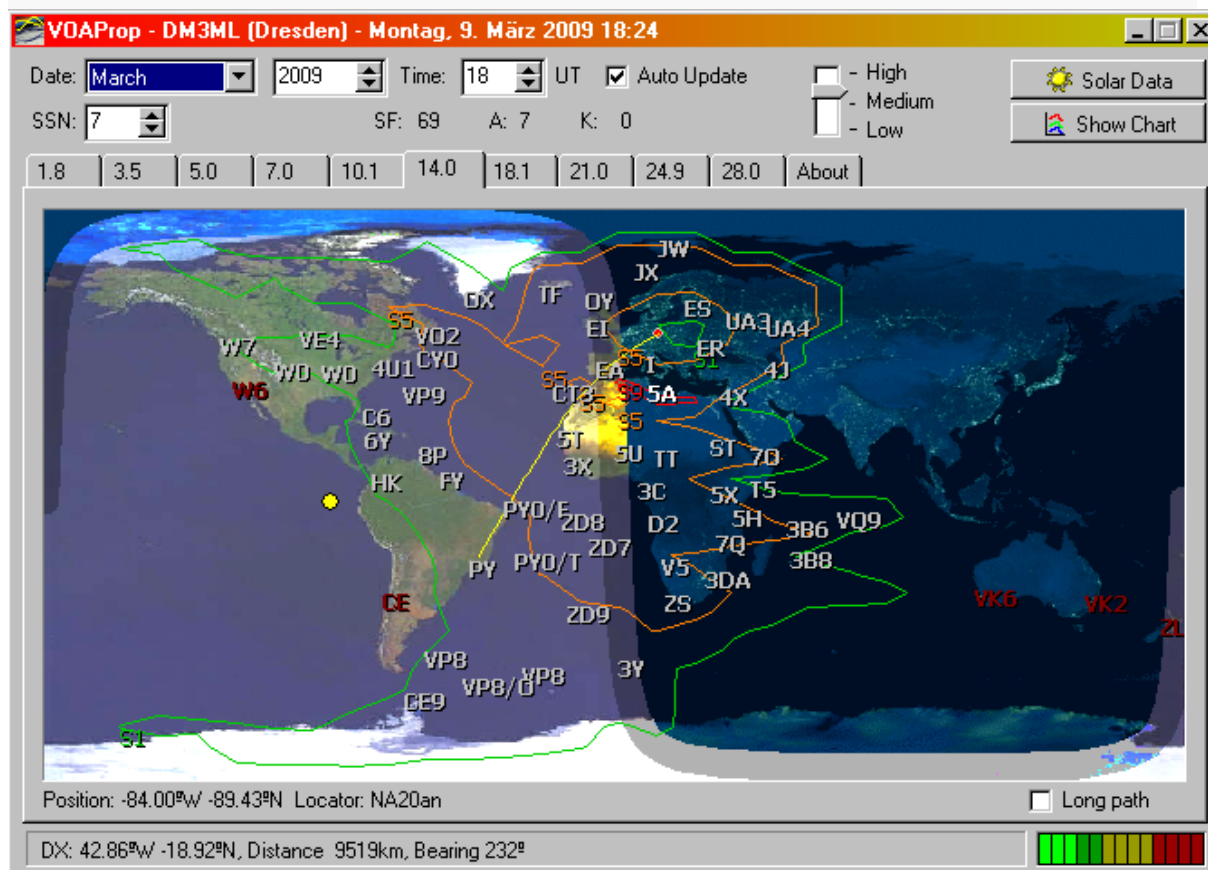 VOAProp - DM3ML (Dresden) - Montag, 9. März 2009 18:24
Date: March 2009 Time: 18 UT Auto Update - High - Medium - Low Solar Data
SSN: 7 SF: 69 A: 7 K: 0 Show Chart
1.8 3.5 5.0 7.0 10.1 14.0 18.1 21.0 24.9 28.0 About
JW
JX
OX TF OY ES
S5 VO2 EI UA3 UA4
W7 VE4 CY0 S5 I ER S1
W0 W0 4U1 EA 4J
W6 VP9 S5 CT3 S9 5A 4X
C6 S5 S5
6Y 8P 5T 5U TT ST 7O
HK FY 3X 3C 5X T5
PY0/F ZD8 D2 5H 3B6 VQ9
PY PY0/T ZD7 7Q 3B8
CE V5 3DA VK6 VK2
ZD9 ZS ZL
VP8 VP8 3Y
VP8/O
CE9
S1
Position: -84.00ºW -89.43ºN Locator: NA20an Long path
DX: 42.86ºW -18.92ºN, Distance 9519km, Bearing 232º